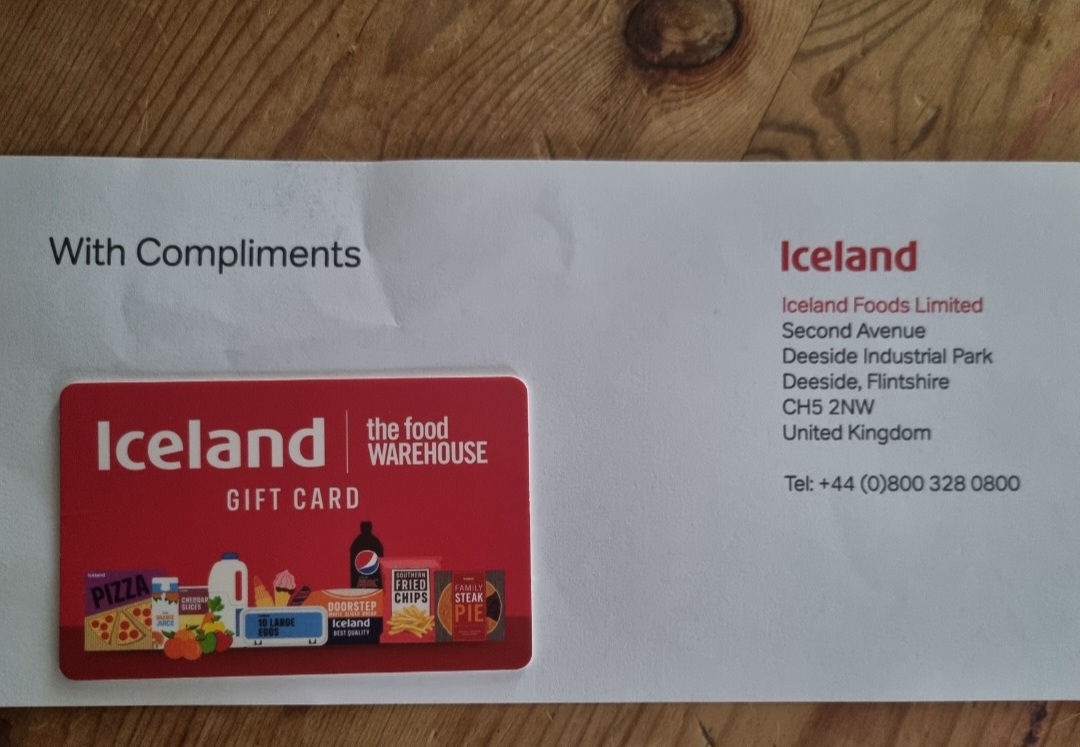 With Compliments
Iceland
Iceland Foods Limited
Second Avenue
Deeside Industrial Park
Deeside, Flintshire
CH5 2NW
United Kingdom
Tel: +44 (0)800 328 0800
Iceland
the food
WAREHOUSE
GIFT CARD
PIZZA
CHEDDAR
SLICES
JUICE
10 LARGE
EGGS
DOORSTEP
Iceland
BEST QUALITY
SOUTHERN
FRIED
CHIPS
FAMILY
STEAK
PIE